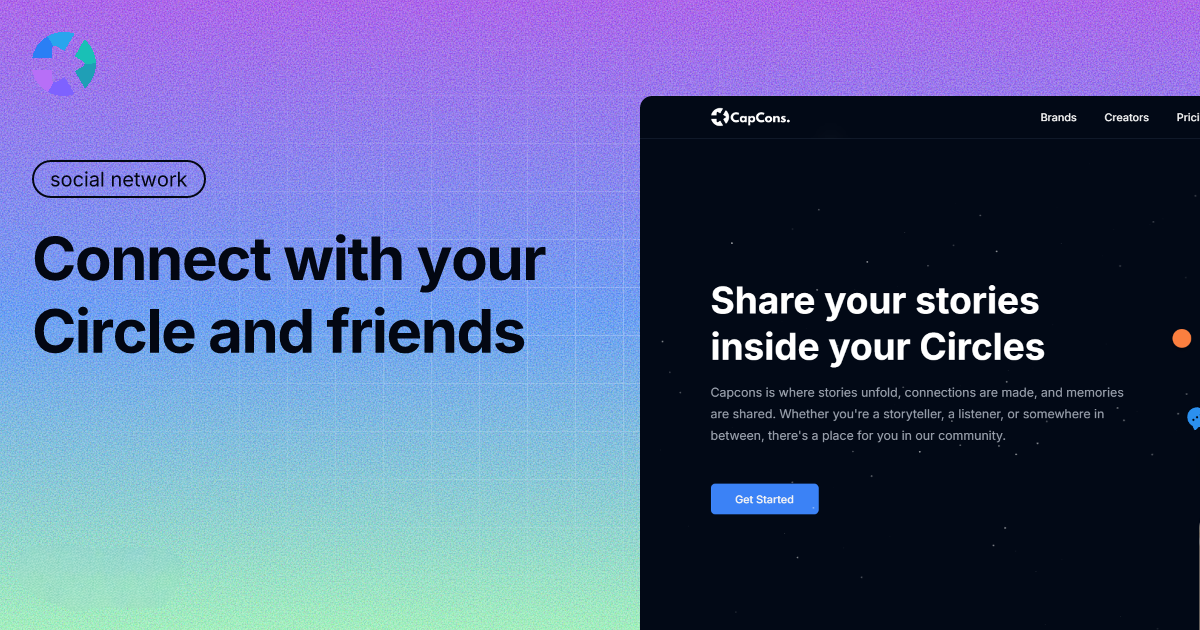 social network
Connect with your
Circle and friends
CapCons.
Brands
Creators
Share your stories
inside your Circles
Capcons is where stories unfold, connections are made, and memories
are shared. Whether you're a storyteller, a listener, or somewhere in
between, there's a place for you in our community.
Get Started